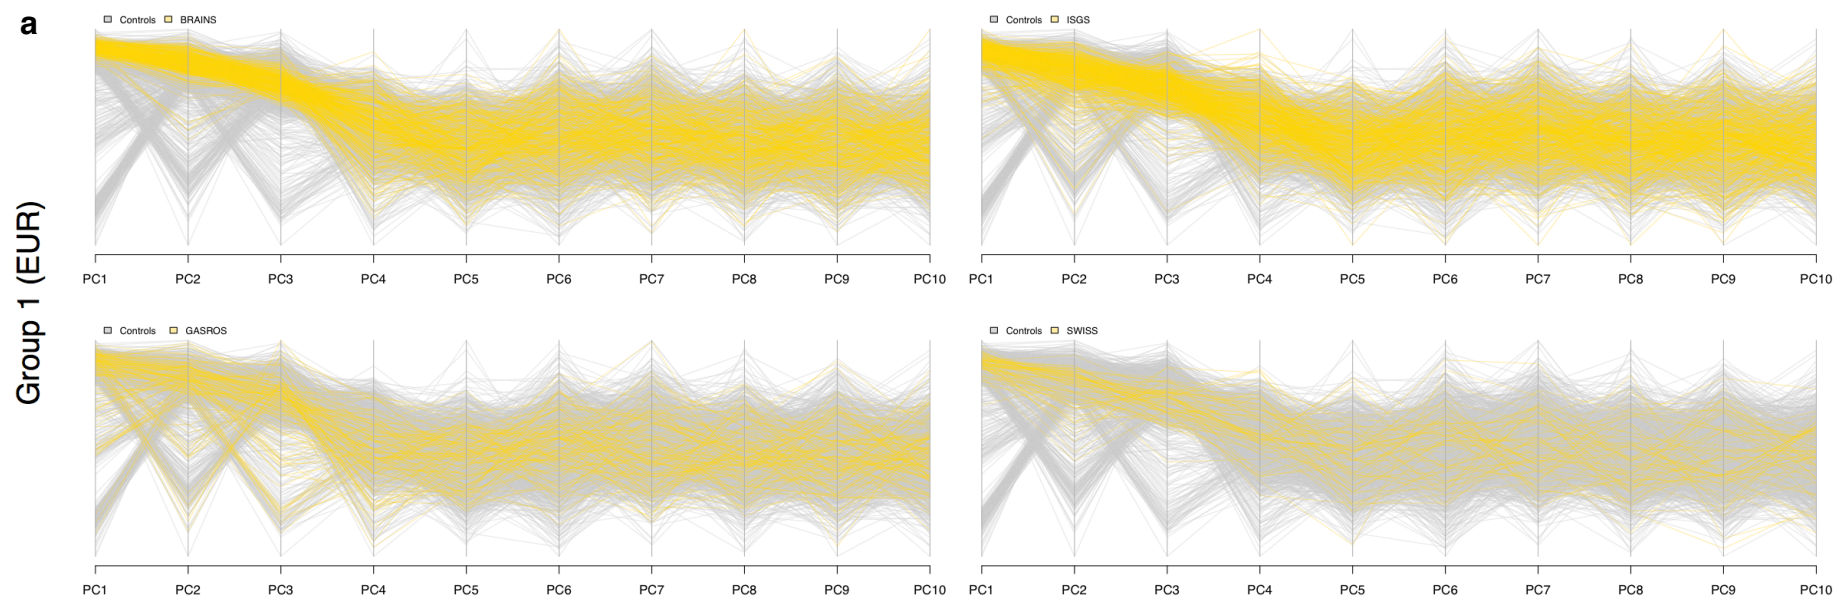 a
Group 1 (EUR)
Controls BRAINS
PC1 PC2 PC3 PC4 PC5 PC6 PC7 PC8 PC9 PC10
Controls ISGS
PC1 PC2 PC3 PC4 PC5 PC6 PC7 PC8 PC9 PC10
Controls GASROS
PC1 PC2 PC3 PC4 PC5 PC6 PC7 PC8 PC9 PC10
Controls SWISS
PC1 PC2 PC3 PC4 PC5 PC6 PC7 PC8 PC9 PC10